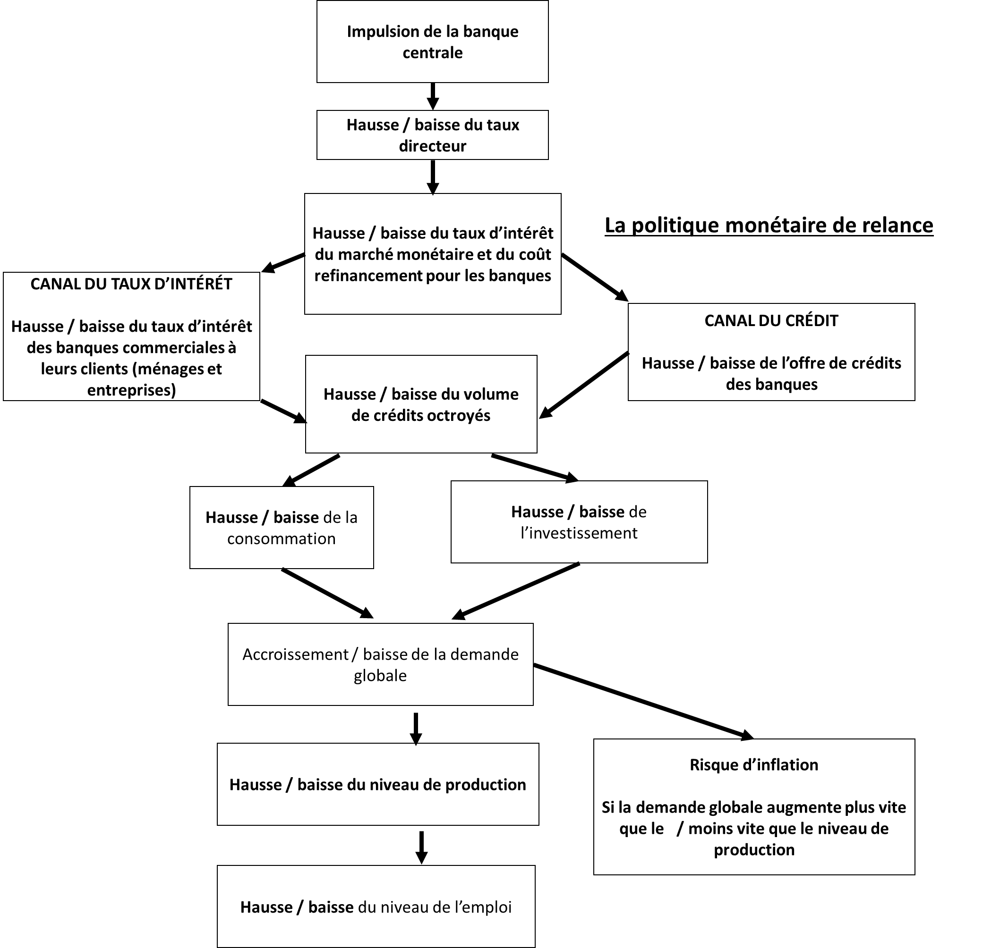 Impulsion de la banque
centrale
Hausse / baisse du taux
directeur
Hausse / baisse du taux d’intérêt
du marché monétaire et du coût
refinancement pour les banques
La politique monétaire de relance
CANAL DU TAUX D’INTÉRÉT
Hausse / baisse du taux d’intérêt
des banques commerciales à
leurs clients (ménages et
entreprises)
CANAL DU CRÉDIT
Hausse / baisse de l’offre de crédits
des banques
Hausse / baisse du volume
de crédits octroyés
Hausse / baisse de la
consommation
Hausse / baisse de
l’investissement
Accroissement / baisse de la demande
globale
Hausse / baisse du niveau de production
Risque d’inflation
Si la demande globale augmente plus vite
que le / moins vite que le niveau de
production
Hausse / baisse du niveau de l’emploi